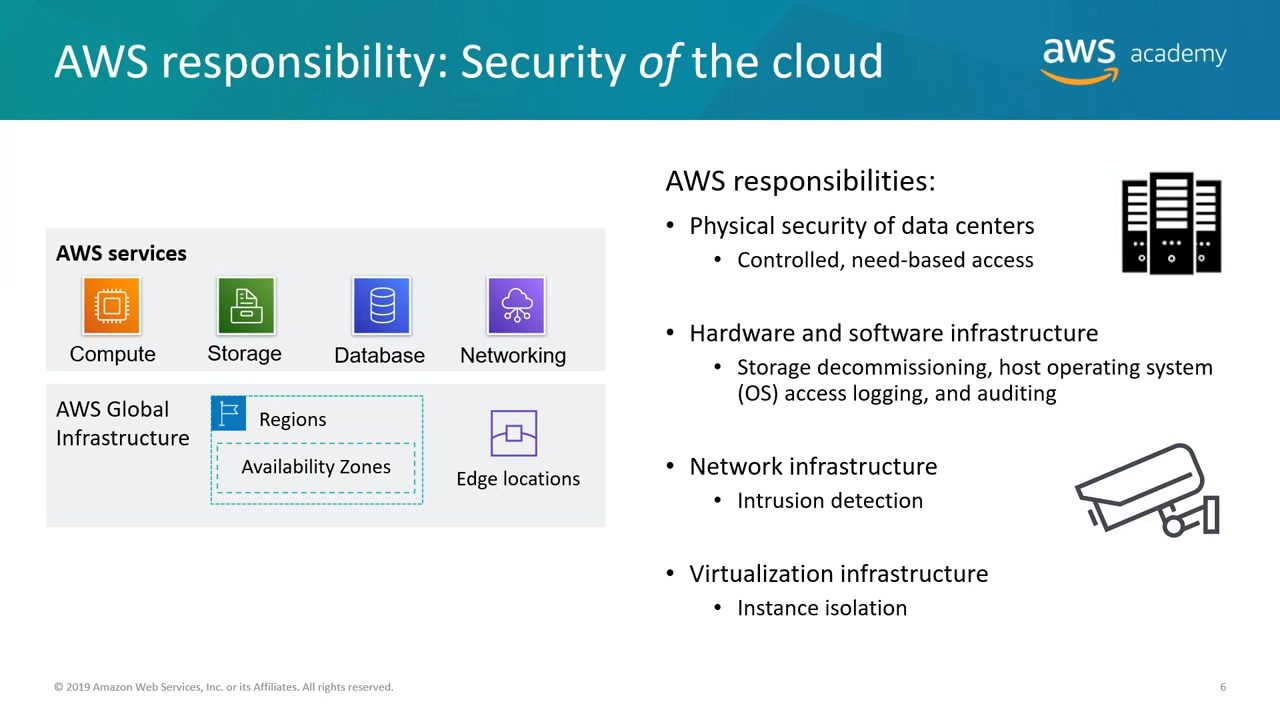 AWS responsibility: Security of the cloud
aws academy
AWS services
Compute
Storage
Database
Networking
AWS Global
Infrastructure
Regions
Availability Zones
Edge locations
AWS responsibilities:
• Physical security of data centers
• Controlled, need-based access
• Hardware and software infrastructure
• Storage decommissioning, host operating system
(OS) access logging, and auditing
• Network infrastructure
• Intrusion detection
• Virtualization infrastructure
• Instance isolation
© 2019 Amazon Web Services, Inc. or its Affiliates. All rights reserved.
6